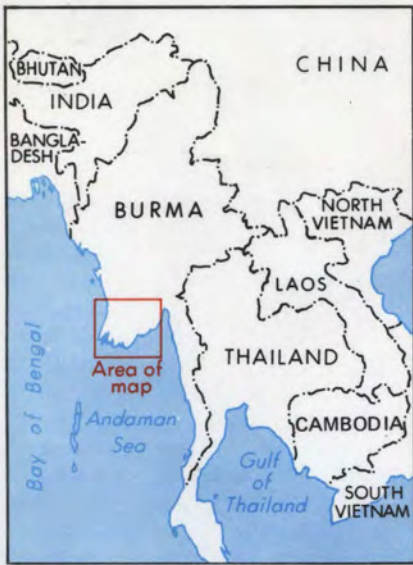 BHUTAN
CHINA
INDIA
BANGLA-
DESH
BURMA
NORTH
VIETNAM
LAOS
THAILAND
Area of
map
Bay of Bengal
Andaman
Sea
CAMBODIA
Gulf
of
Thailand
SOUTH
VIETNAM